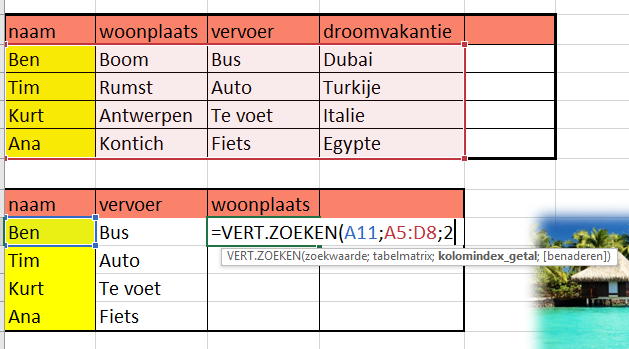 naam woonplaats vervoer droomvakantie
Ben Boom Bus Dubai
Tim Rumst Auto Turkije
Kurt Antwerpen Te voet Italie
Ana Kontich Fiets Egypte
naam vervoer woonplaats
Ben Bus =VERT.ZOEKEN(A11;A5:D8;2
VERT.ZOEKEN(zoekwaarde; tabelmatrix; kolomindex_getal; [benaderen])
Tim Auto
Kurt Te voet
Ana Fiets